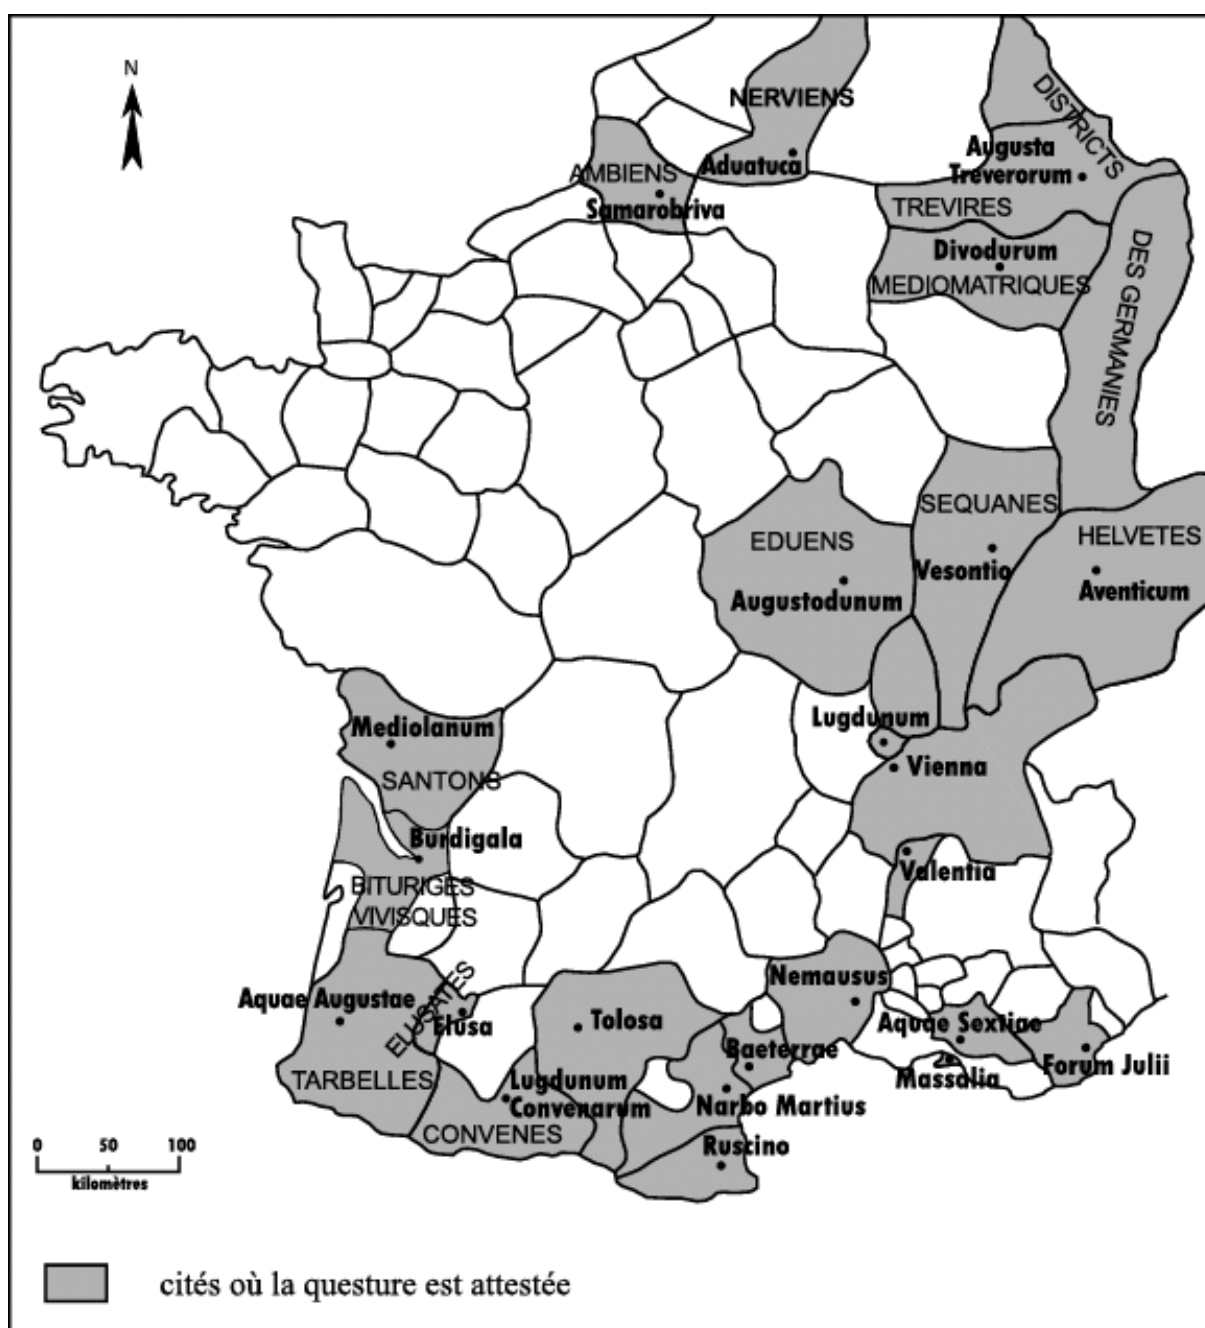 N
NERVIENS
DISTRICTS
AMBIENS
Aduatuca
Augusta
Treverorum
Samarobriva
TREVIRES
Divodurum
MEDIOMATRIQUES
DES GERMANIES
SEQUANES
EDUENS
HELVETES
Vesontio
Augustodunum
Aventicum
Mediolanum
Lugdunum
SANTONS
Vienna
Burdigala
Valentia
BITURIGES
VIVISQUES
ELUSATES
Nemausus
Aquae Augustae
Elusa
Tolosa
Aquae Sextiae
Baeterrae
Massalia
Forum Julii
TARBELLES
Lugdunum
Convenarum
Narbo Martius
CONVENES
Ruscino
0 50 100
kilomètres
cités où la questure est attestée